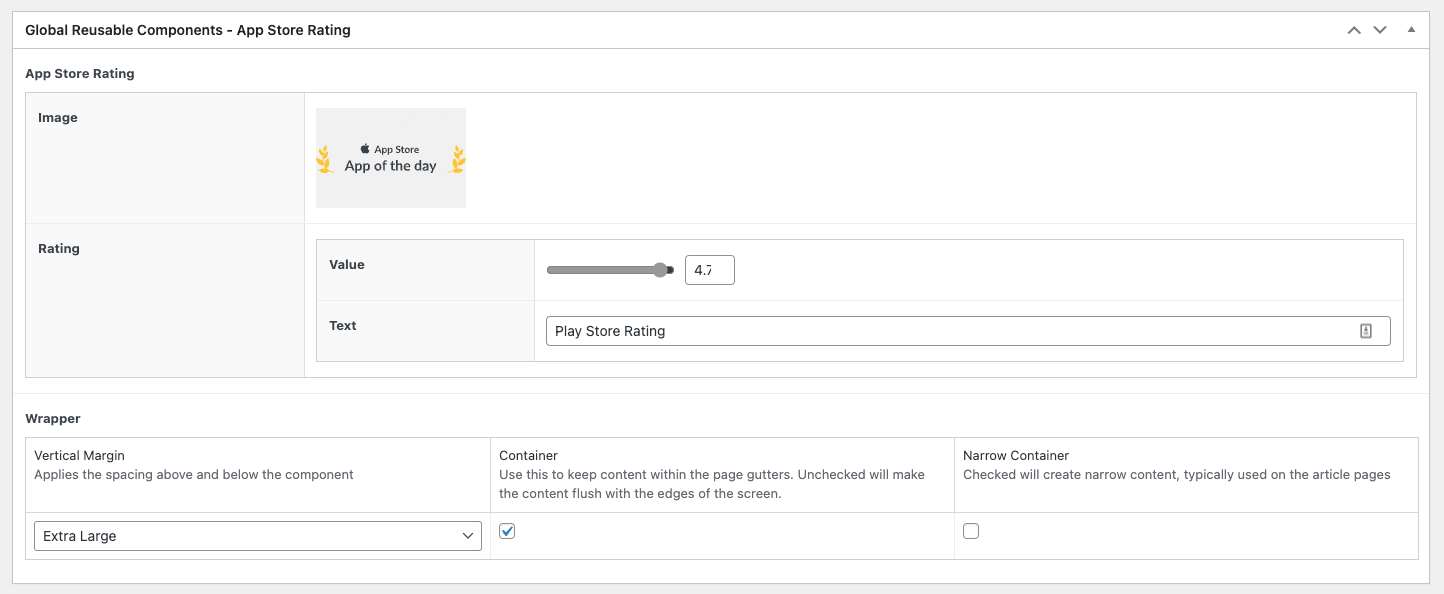 Global Reusable Components - App Store Rating
App Store Rating
Image
App Store
App of the day
Rating
Value
4.7
Text
Play Store Rating
Wrapper
Vertical Margin
Applies the spacing above and below the component
Container
Use this to keep content within the page gutters. Unchecked will make
the content flush with the edges of the screen.
Narrow Container
Checked will create narrow content, typically used on the article pages
Extra Large